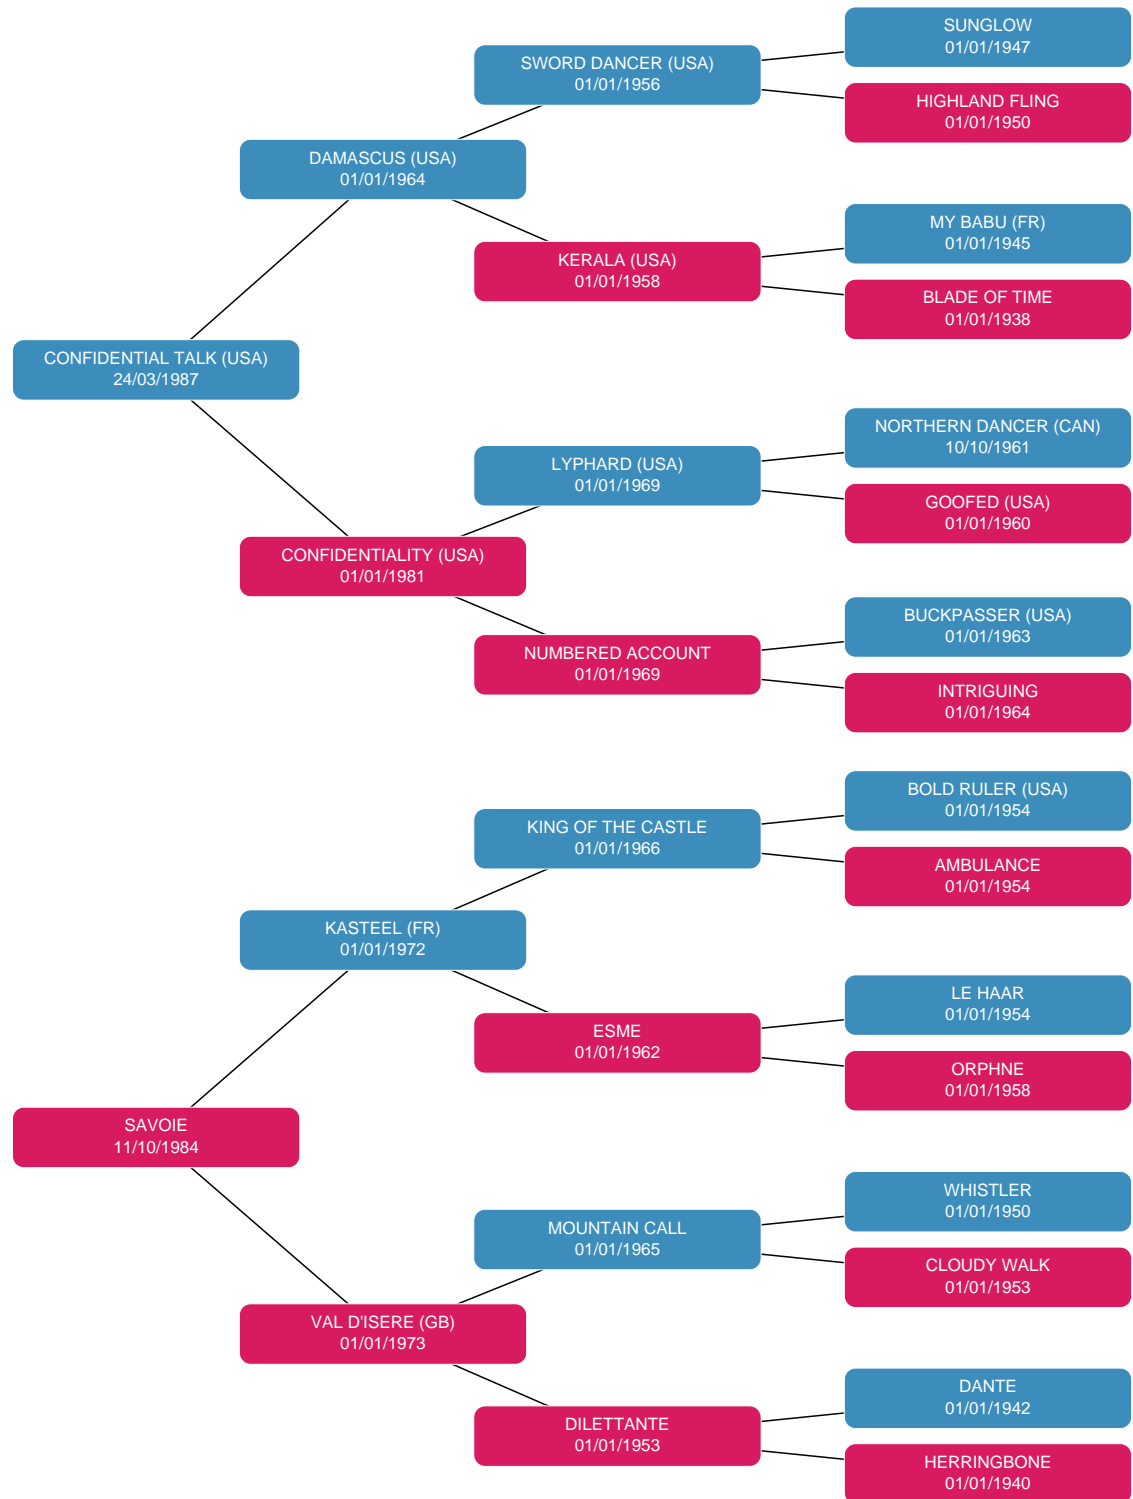 SUNGLOW
01/01/1947
SWORD DANCER (USA)
01/01/1956
HIGHLAND FLING
01/01/1950
DAMASCUS (USA)
01/01/1964
MY BABU (FR)
01/01/1945
KERALA (USA)
01/01/1958
BLADE OF TIME
01/01/1938
CONFIDENTIAL TALK (USA)
24/03/1987
NORTHERN DANCER (CAN)
10/10/1961
LYPHARD (USA)
01/01/1969
GOOFED (USA)
01/01/1960
CONFIDENTIALITY (USA)
01/01/1981
BUCKPASSER (USA)
01/01/1963
NUMBERED ACCOUNT
01/01/1969
INTRIGUING
01/01/1964
BOLD RULER (USA)
01/01/1954
KING OF THE CASTLE
01/01/1966
AMBULANCE
01/01/1954
KASTEEL (FR)
01/01/1972
LE HAAR
01/01/1954
ESME
01/01/1962
ORPHNE
01/01/1958
SAVOIE
11/10/1984
WHISTLER
01/01/1950
MOUNTAIN CALL
01/01/1965
CLOUDY WALK
01/01/1953
VAL D'ISERE (GB)
01/01/1973
DANTE
01/01/1942
DILETTANTE
01/01/1953
HERRINGBONE
01/01/1940